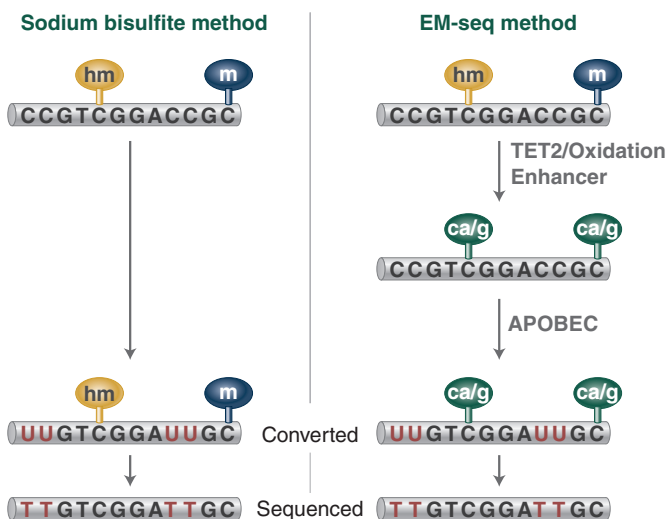 Sodium bisulfite method
EM-seq method
hm
m
CCGTCGGACCGC
hm
m
CCGTCGGACCGC
TET2/Oxidation
Enhancer
ca/g
ca/g
CCGTCGGACCGC
APOBEC
hm
m
UUGTCGGAUUGC
Converted
ca/g
ca/g
UUGTCGGAUUGC
TTGTCGGATTGC
Sequenced
TTGTCGGATTGC